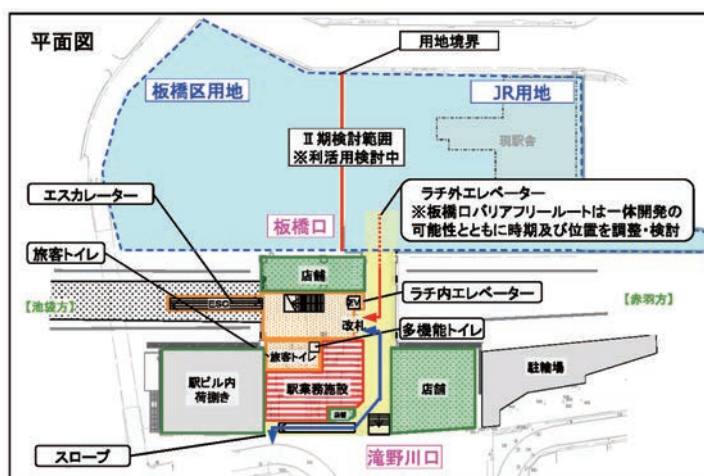 平面図
用地境界
板橋区用地
JR用地
現駅舎
Ⅱ期検討範囲
※利活用検討中
エスカレーター
ラチ外エレベーター
※板橋口バリアフリールートは一体開発の
可能性とともに時期及び位置を調整・検討
板橋口
旅客トイレ
店舗
【池袋方】
ESC
EV
ラチ内エレベーター
【赤羽方】
改札
多機能トイレ
旅客トイレ
駅ビル内
荷捌き
駅業務施設
店舗
店舗
駐輪場
スロープ
滝野川口